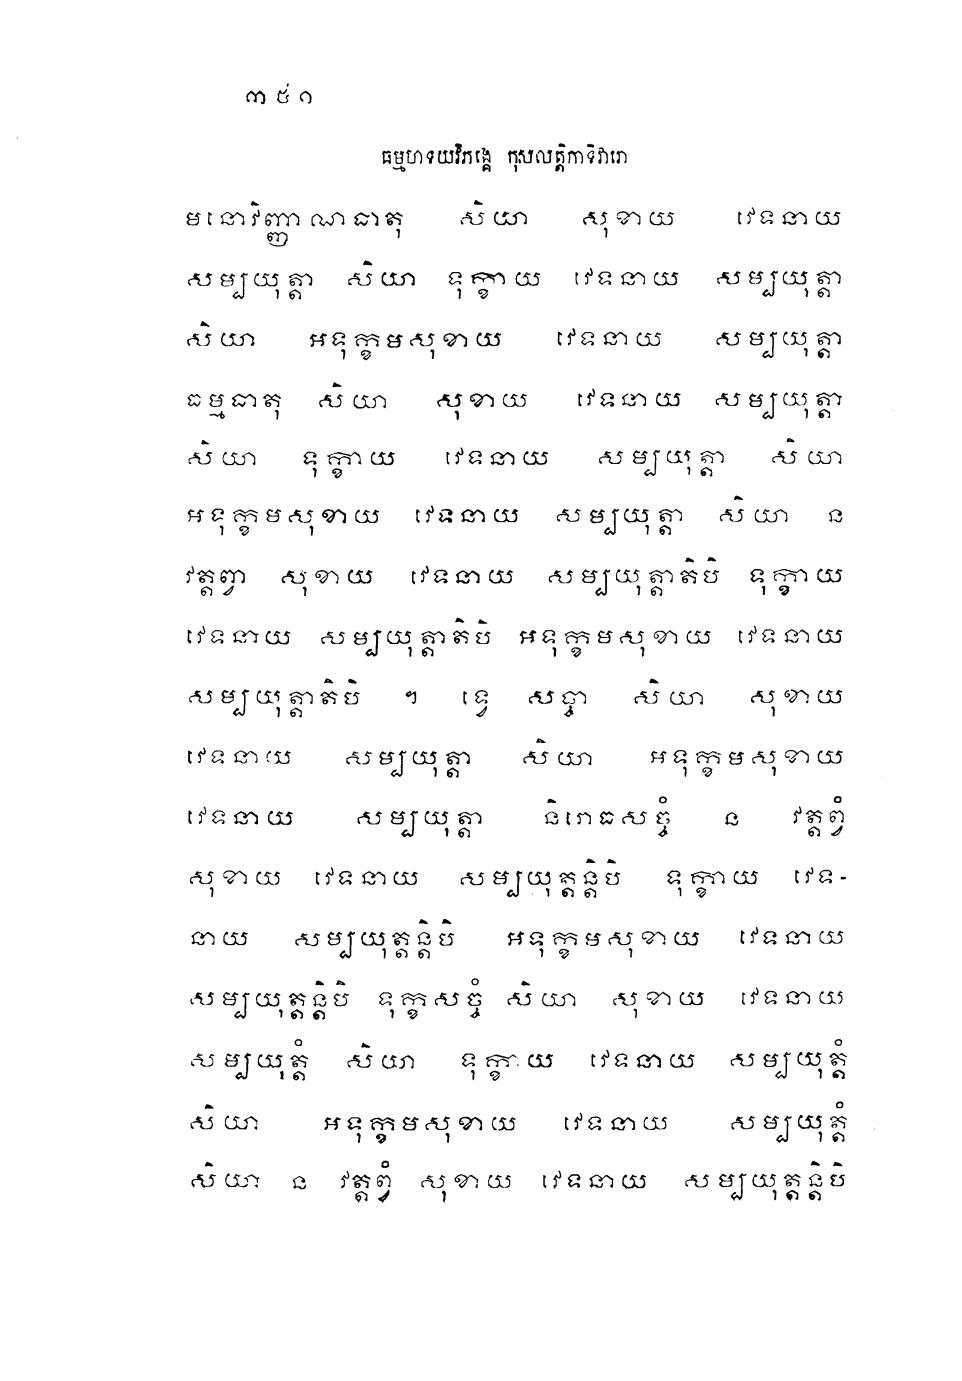 ៣៥១
ធម្មហទយវិភង្គេ កុសលត្តិកាទិវារោ
មនោវិញ្ញាណធាតុ សិយា សុខាយ វេទនាយ
សម្បយុត្តា សិយា ទុក្ខាយ វេទនាយ សម្បយុត្តា
សិយា អទុក្ខមសុខាយ វេទនាយ សម្បយុត្តា
ធម្មធាតុ សិយា សុខាយ វេទនាយ សម្បយុត្តា
សិយា ទុក្ខាយ វេទនាយ សម្បយុត្តា សិយា
អទុក្ខមសុខាយ វេទនាយ សម្បយុត្តា សិយា ន
វត្តព្វា សុខាយ វេទនាយ សម្បយុត្តាតិបិ ទុក្ខាយ
វេទនាយ សម្បយុត្តាតិបិ អទុក្ខមសុខាយ វេទនាយ
សម្បយុត្តាតិបិ ។ ទ្វេ សច្ចា សិយា សុខាយ
វេទនាយ សម្បយុត្តា សិយា អទុក្ខមសុខាយ
វេទនាយ សម្បយុត្តា និរោធសច្ចំ ន វត្តព្វំ
សុខាយ វេទនាយ សម្បយុត្តន្តិបិ ទុក្ខាយ វេទ-
នាយ សម្បយុត្តន្តិបិ អទុក្ខមសុខាយ វេទនាយ
សម្បយុត្តន្តិបិ ទុក្ខសច្ចំ សិយា សុខាយ វេទនាយ
សម្បយុត្តំ សិយា ទុក្ខាយ វេទនាយ សម្បយុត្តំ
សិយា អទុក្ខមសុខាយ វេទនាយ សម្បយុត្តំ
សិយា ន វត្តព្វំ សុខាយ វេទនាយ សម្បយុត្តន្តិបិ